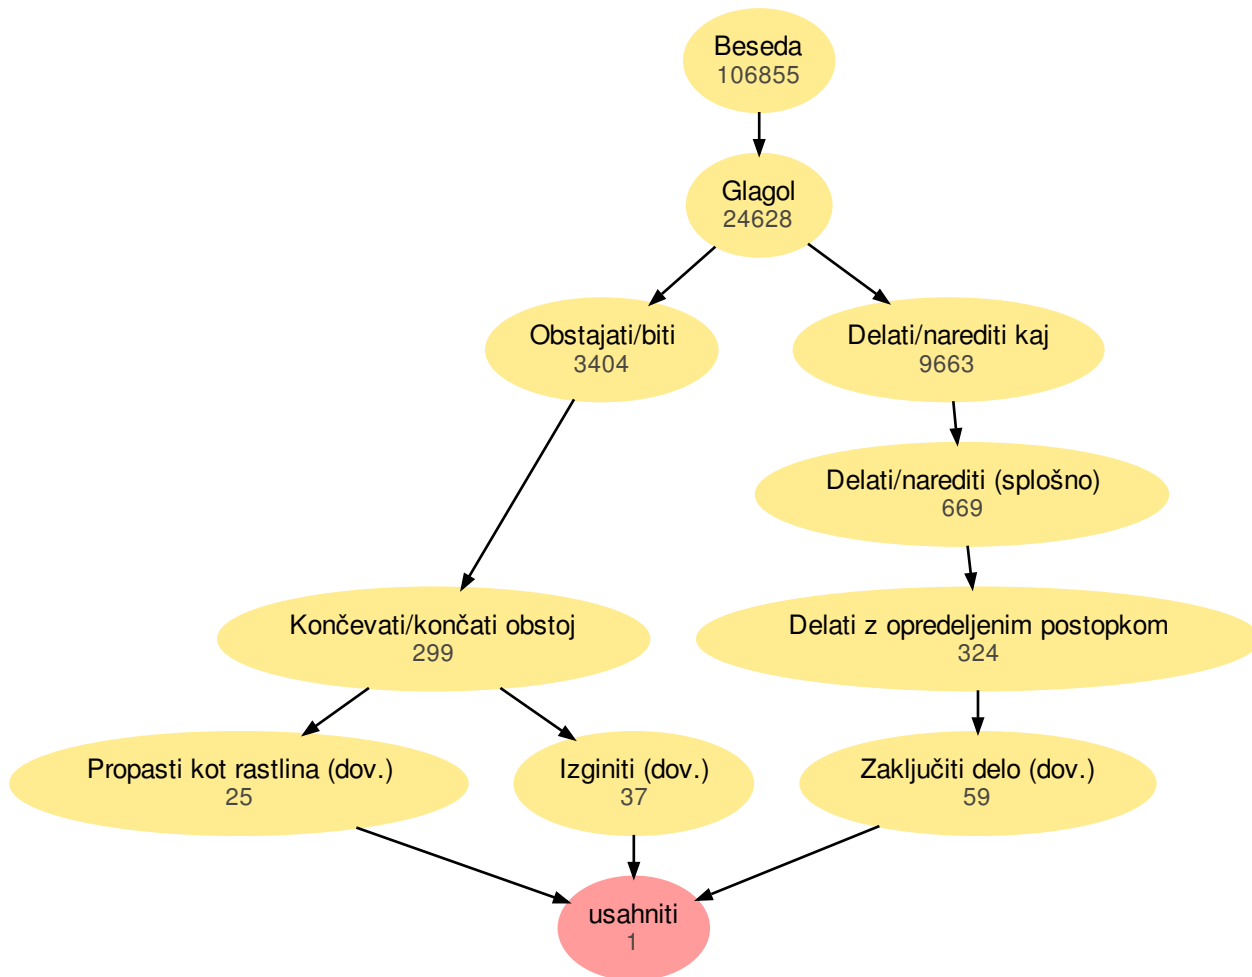 Beseda
106855
Glagol
24628
Obstajati/biti
3404
Delati/narediti kaj
9663
Delati/narediti (splošno)
669
Končevati/končati obstoj
299
Delati z opredeljenim postopkom
324
Propasti kot rastlina (dov.)
25
Izginiti (dov.)
37
Zaključiti delo (dov.)
59
usahniti
1